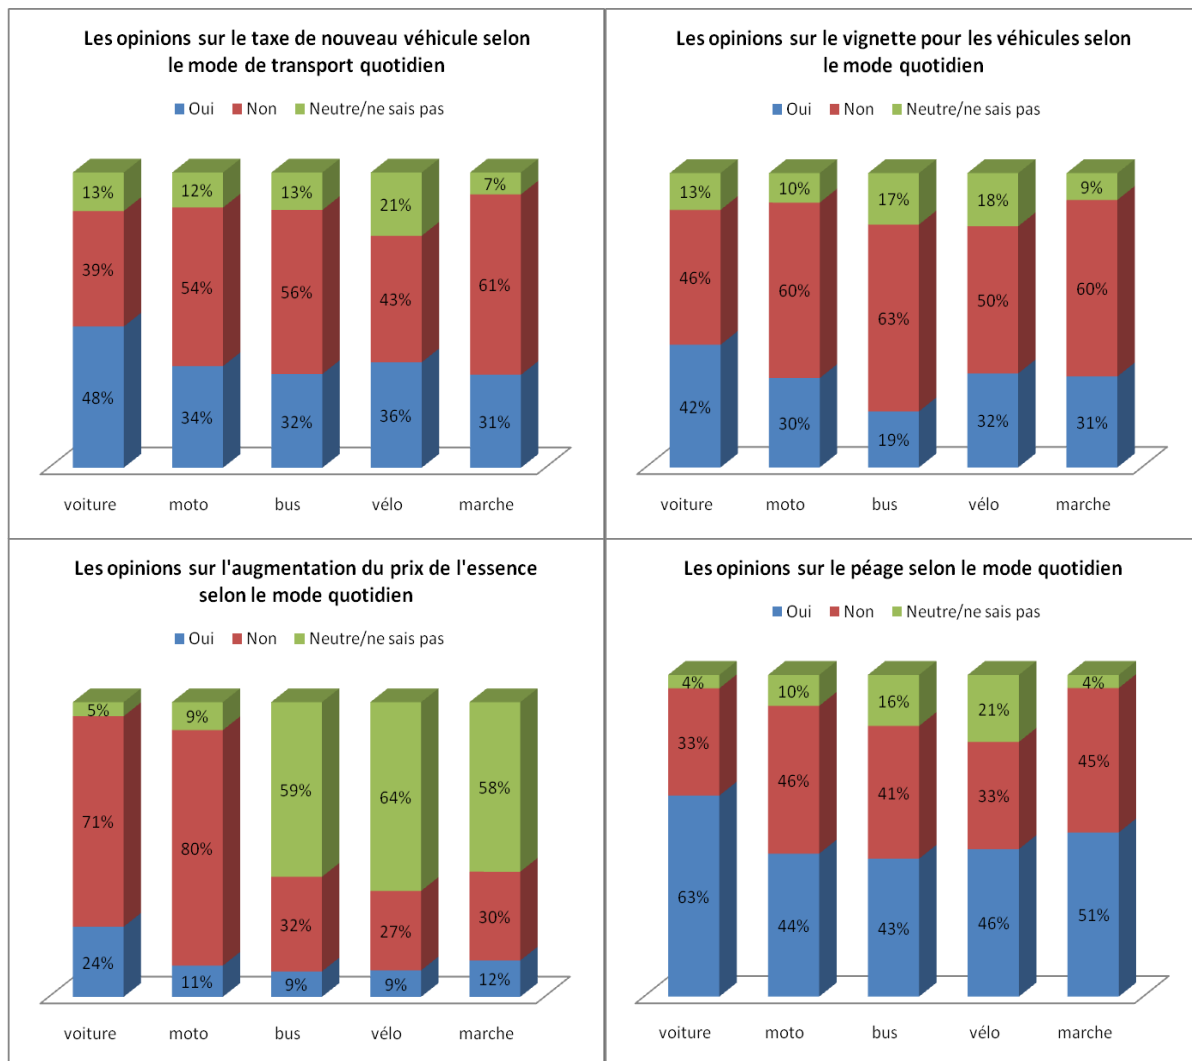 Les opinions sur le taxe de nouveau véhicule selon
le mode de transport quotidien
Oui Non Neutre/ne sais pas
13% 12% 13% 21% 7%
39% 54% 56% 43% 61%
48% 34% 32% 36% 31%
voiture moto bus vélo marche
Les opinions sur le vignette pour les véhicules selon
le mode quotidien
Oui Non Neutre/ne sais pas
13% 10% 17% 18% 9%
46% 60% 63% 50% 60%
42% 30% 19% 32% 31%
voiture moto bus vélo marche
Les opinions sur l'augmentation du prix de l'essence
selon le mode quotidien
Oui Non Neutre/ne sais pas
5% 9% 59% 64% 58%
71% 80% 32% 27% 30%
24% 11% 9% 9% 12%
voiture moto bus vélo marche
Les opinions sur le péage selon le mode quotidien
Oui Non Neutre/ne sais pas
4% 10% 16% 21% 4%
33% 46% 41% 33% 45%
63% 44% 43% 46% 51%
voiture moto bus vélo marche